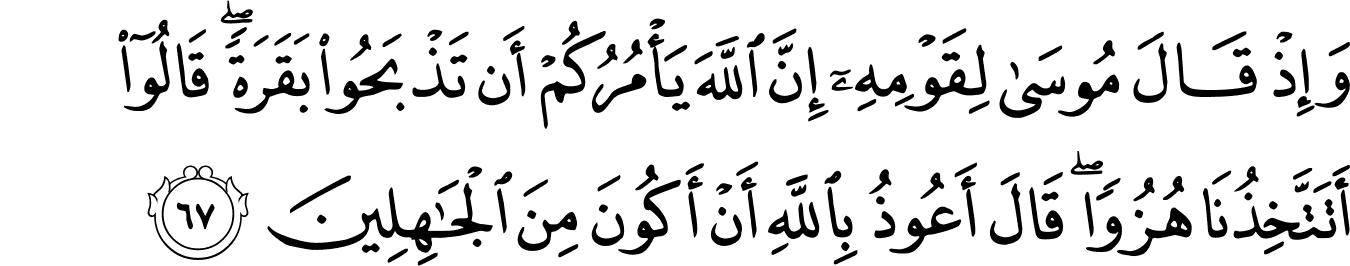 وَإِذْ قَالَ مُوسَىٰ لِقَوْمِهِۦٓ إِنَّ ٱللَّهَ يَأْمُرُكُمْ أَن تَذْبَحُوا۟ بَقَرَةًۖ قَالُوٓا۟
أَتَتَّخِذُنَا هُزُوًاۖ قَالَ أَعُوذُ بِٱللَّهِ أَنْ أَكُونَ مِنَ ٱلْجَـٰهِلِينَ ٦٧